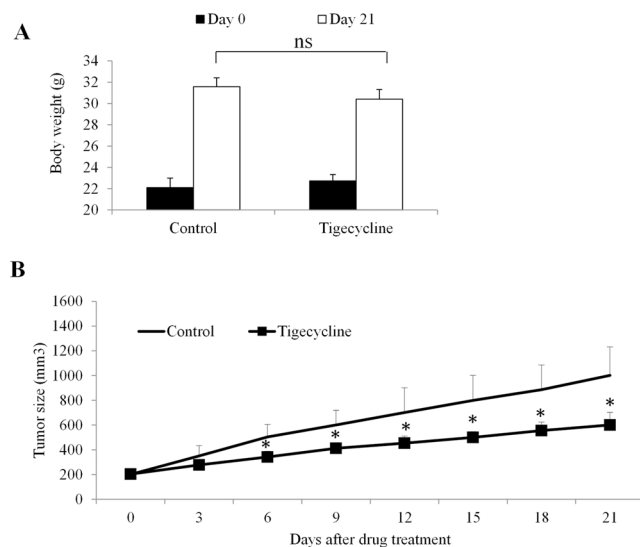 Day 0 Day 21
A
ns
Body weight (g)
34
32
30
28
26
24
22
20
Control Tigecycline
B
Tumor size (mm3)
1600
1400
1200
1000
800
600
400
200
0
Control Tigecycline
* * * * * *
0 3 6 9 12 15 18 21
Days after drug treatment